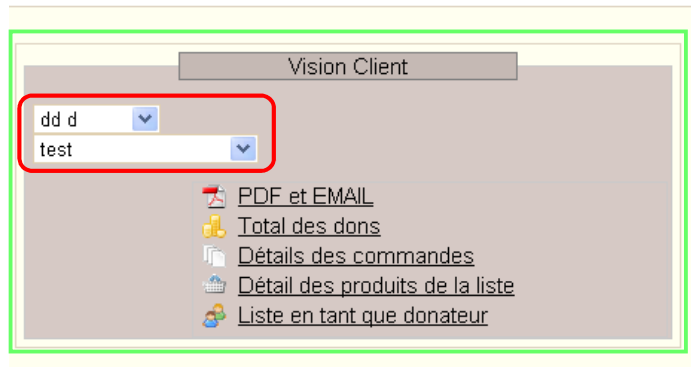 Vision Client
dd d
test
PDF et EMAIL
Total des dons
Détails des commandes
Détail des produits de la liste
Liste en tant que donateur